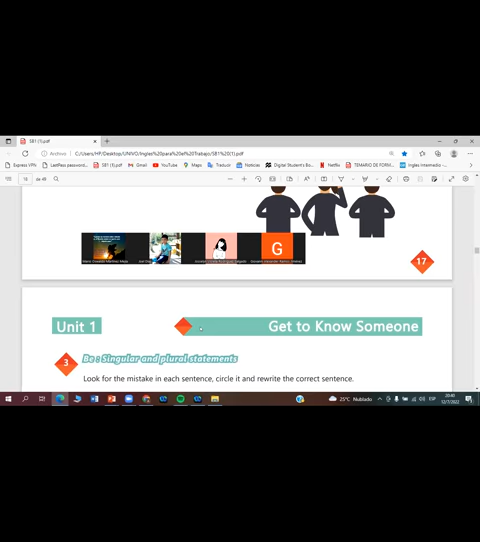 SB1 (1).pdf
Archivo
C:/Users/HP/Desktop/UNIVO/Ingles%20para%20el%20Trabajo/SB1%20(1).pdf
Express VPN
LastPass password...
SB1 (1).pdf
Gmail
YouTube
Maps
Traducir
Noticias
Digital Student's Bo...
Netflix
TEMARIO DE FORM...
Inglés Intermedio -...
18
de 48
G
17
Unit 1
Get to Know Someone
3
Be : Singular and plural statements
Look for the mistake in each sentence, circle it and rewrite the correct sentence.
25°C Nublado
ESP
20:40
12/7/2022